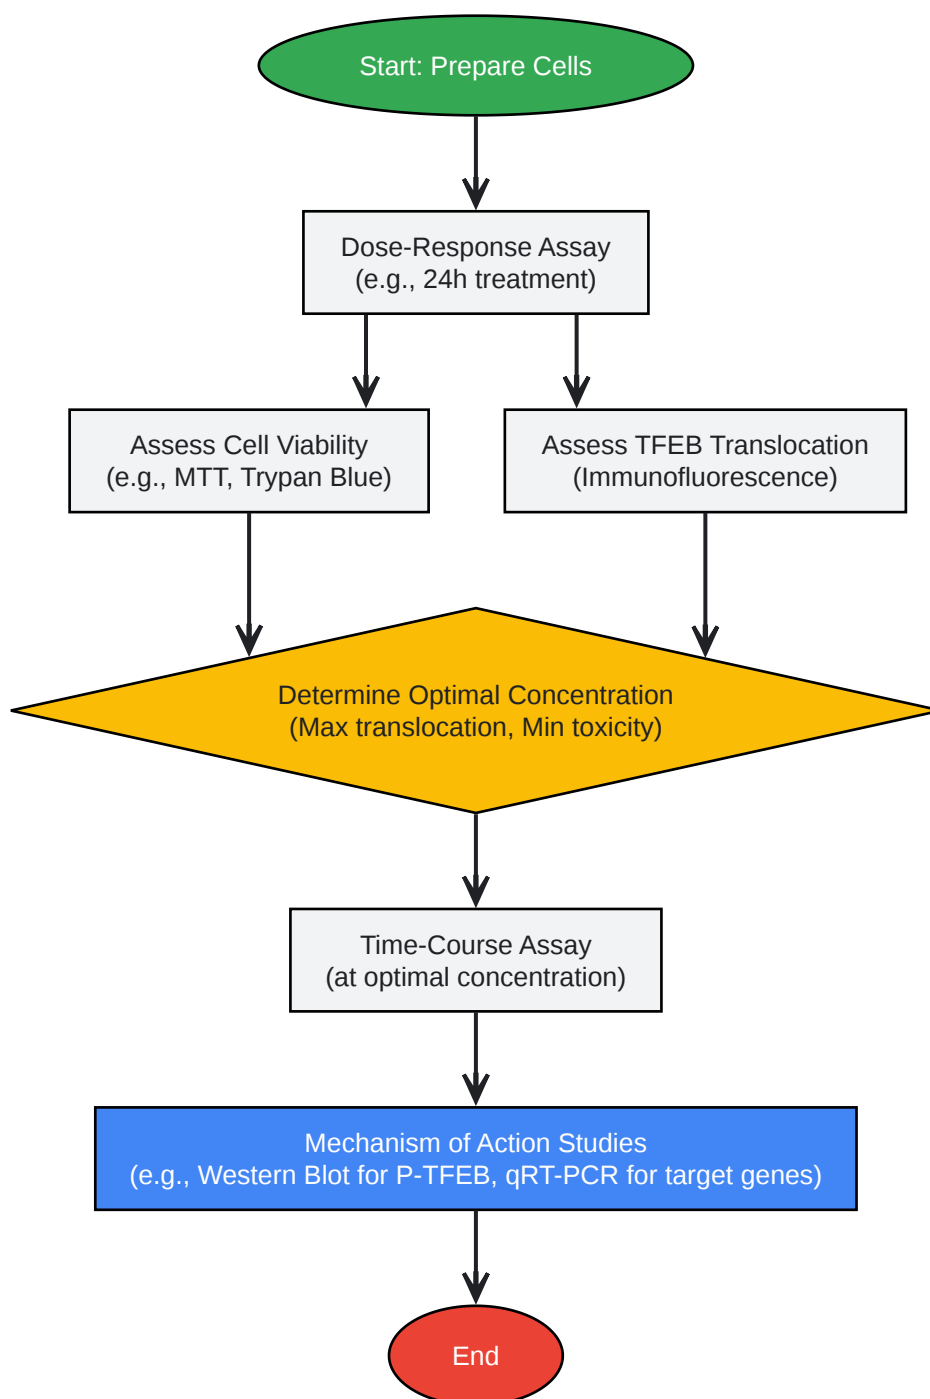 Start: Prepare Cells
Dose-Response Assay
(e.g., 24h treatment)
Assess Cell Viability
(e.g., MTT, Trypan Blue)
Assess TFEB Translocation
(Immunofluorescence)
Determine Optimal Concentration
(Max translocation, Min toxicity)
Time-Course Assay
(at optimal concentration)
Mechanism of Action Studies
(e.g., Western Blot for P-TFEB, qRT-PCR for target genes)
End